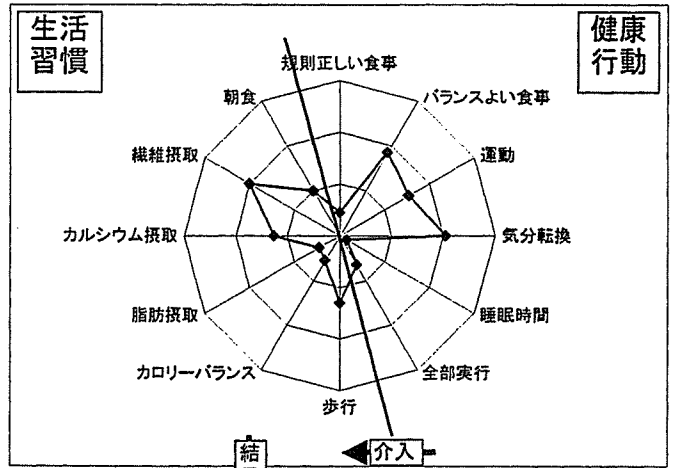 生活
習慣
健康
行動
規則正しい食事
朝食
バランスよい食事
繊維摂取
運動
カルシウム摂取
気分転換
脂肪摂取
睡眠時間
カロリーバランス
全部実行
歩行
結
介入